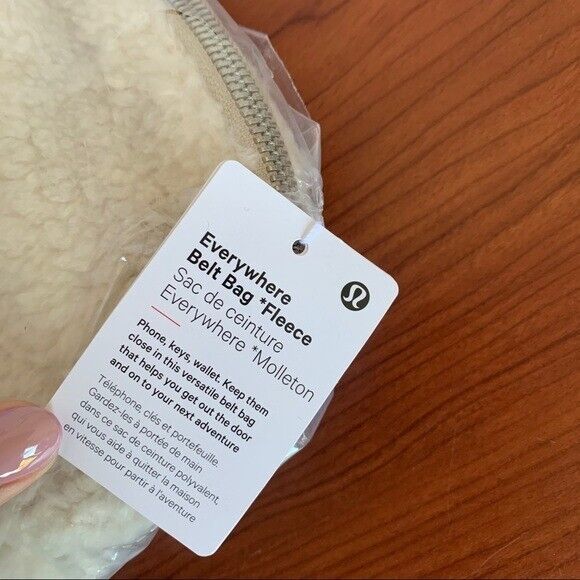 Everywhere
Belt Bag *Fleece
Sac de ceinture
Everywhere *Molleton
Phone, keys, wallet. Keep them
close in this versatile belt bag
that helps you get out the door
and on to your next adventure
Téléphone, clés et portefeuille.
Gardez-les à portée de main
dans ce sac de ceinture polyvalent,
qui vous aide à quitter la maison
en vitesse pour partir à l'aventure